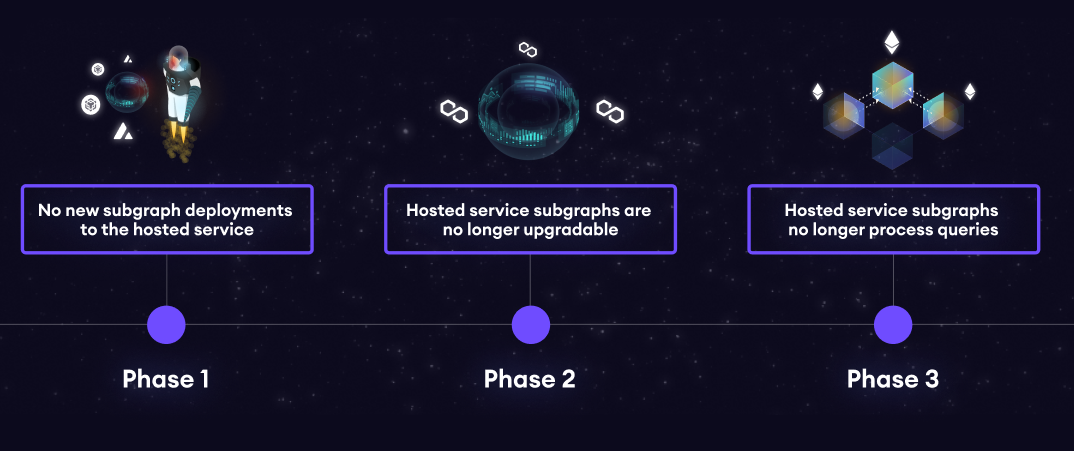 No new subgraph deployments
to the hosted service
Hosted service subgraphs are
no longer upgradable
Hosted service subgraphs
no longer process queries
Phase 1
Phase 2
Phase 3